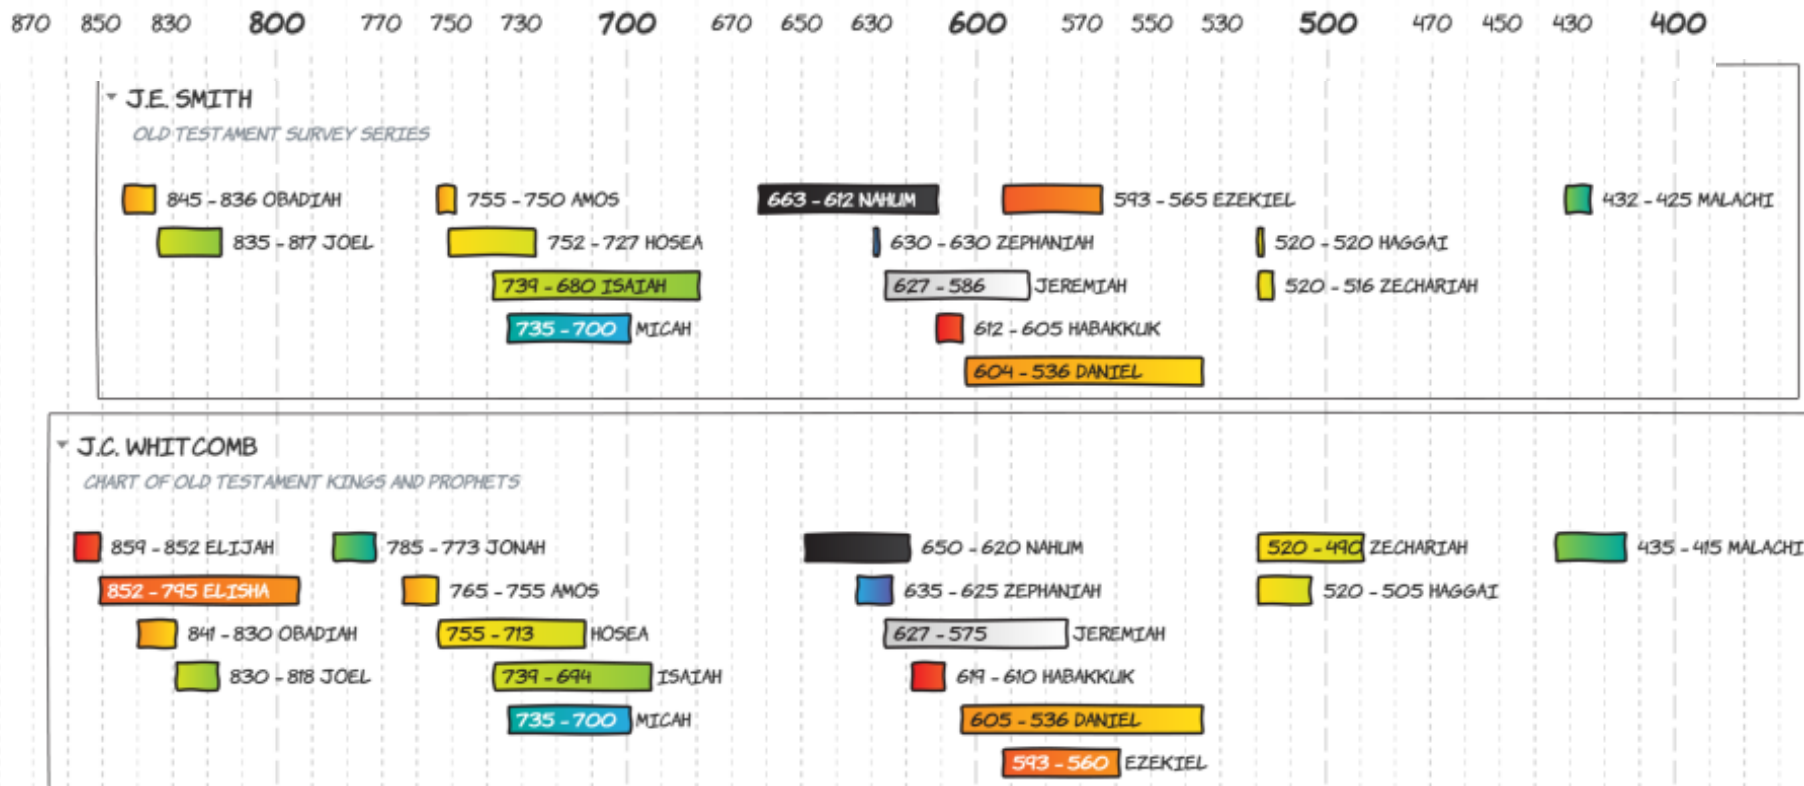 870 850 830 800 770 750 730 700 670 650 630 600 570 550 530 500 470 450 430 400
J.E. SMITH
OLD TESTAMENT SURVEY SERIES
845 - 836 OBADIAH 755 - 750 AMOS 663 - 612 NAHUM 593 - 565 EZEKIEL 432 - 425 MALACHI
835 - 817 JOEL 752 - 727 HOSEA 630 - 630 ZEPHANIAH 520 - 520 HAGGAI
739 - 680 ISAIAH 627 - 586 JEREMIAH 520 - 516 ZECHARIAH
735 - 700 MICAH 612 - 605 HABAKKUK
604 - 536 DANIEL
J.C. WHITCOMB
CHART OF OLD TESTAMENT KINGS AND PROPHETS
859 - 852 ELIJAH 785 - 773 JONAH 650 - 620 NAHUM 520 - 490 ZECHARIAH 435 - 415 MALACHI
852 - 795 ELISHA 765 - 755 AMOS 635 - 625 ZEPHANIAH 520 - 505 HAGGAI
841 - 830 OBADIAH 755 - 713 HOSEA 627 - 575 JEREMIAH
830 - 818 JOEL 739 - 694 ISAIAH 619 - 610 HABAKKUK
735 - 700 MICAH 605 - 536 DANIEL
593 - 560 EZEKIEL